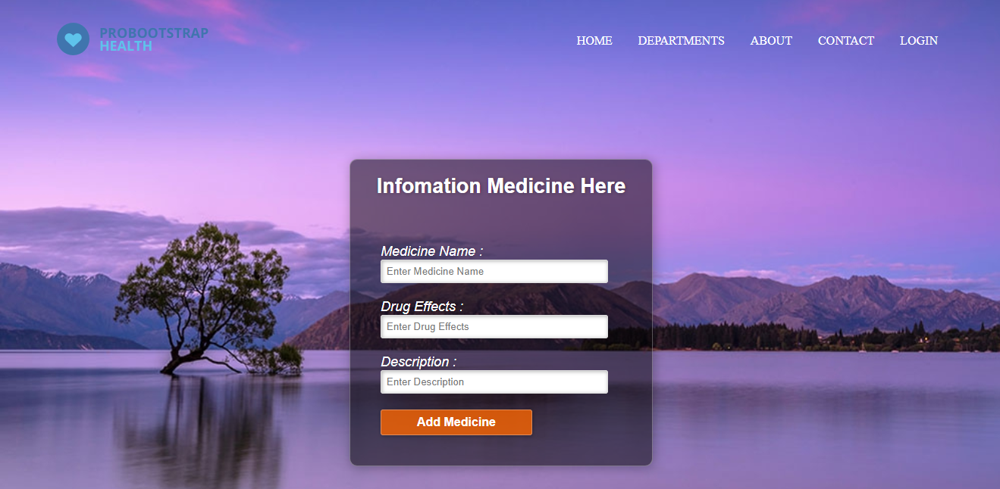 PROBOOTSTRAP
HEALTH
HOME DEPARTMENTS ABOUT CONTACT LOGIN
Infomation Medicine Here
Medicine Name :
Enter Medicine Name
Drug Effects :
Enter Drug Effects
Description :
Enter Description
Add Medicine